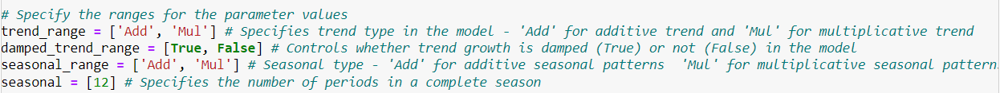 # Specify the ranges for the parameter values
trend_range = ['Add', 'Mul'] # Specifies trend type in the model - 'Add' for additive trend and 'Mul' for multiplicative trend
damped_trend_range = [True, False] # Controls whether trend growth is damped (True) or not (False) in the model
seasonal_range = ['Add', 'Mul'] # Seasonal type - 'Add' for additive seasonal patterns  'Mul' for multiplicative seasonal pattern
seasonal = [12] # Specifies the number of periods in a complete season